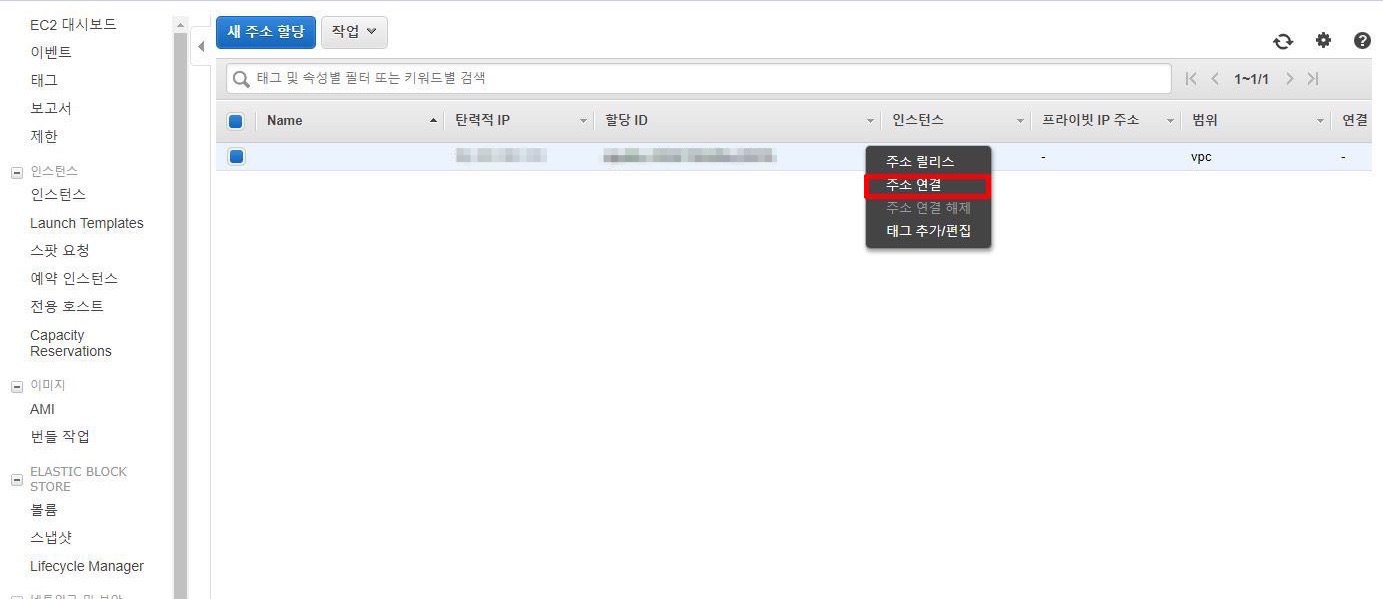 EC2 대시보드
이벤트
태그
보고서
제한
인스턴스
인스턴스
Launch Templates
스팟 요청
예약 인스턴스
전용 호스트
Capacity
Reservations
이미지
AMI
번들 작업
ELASTIC BLOCK
STORE
볼륨
스냅샷
Lifecycle Manager
새 주소 할당 작업
태그 및 속성별 필터 또는 키워드별 검색 1~1/1
Name 탄력적 IP 할당 ID 인스턴스 프라이빗 IP 주소 범위 연결
- vpc -
주소 릴리스
주소 연결
주소 연결 해제
태그 추가/편집